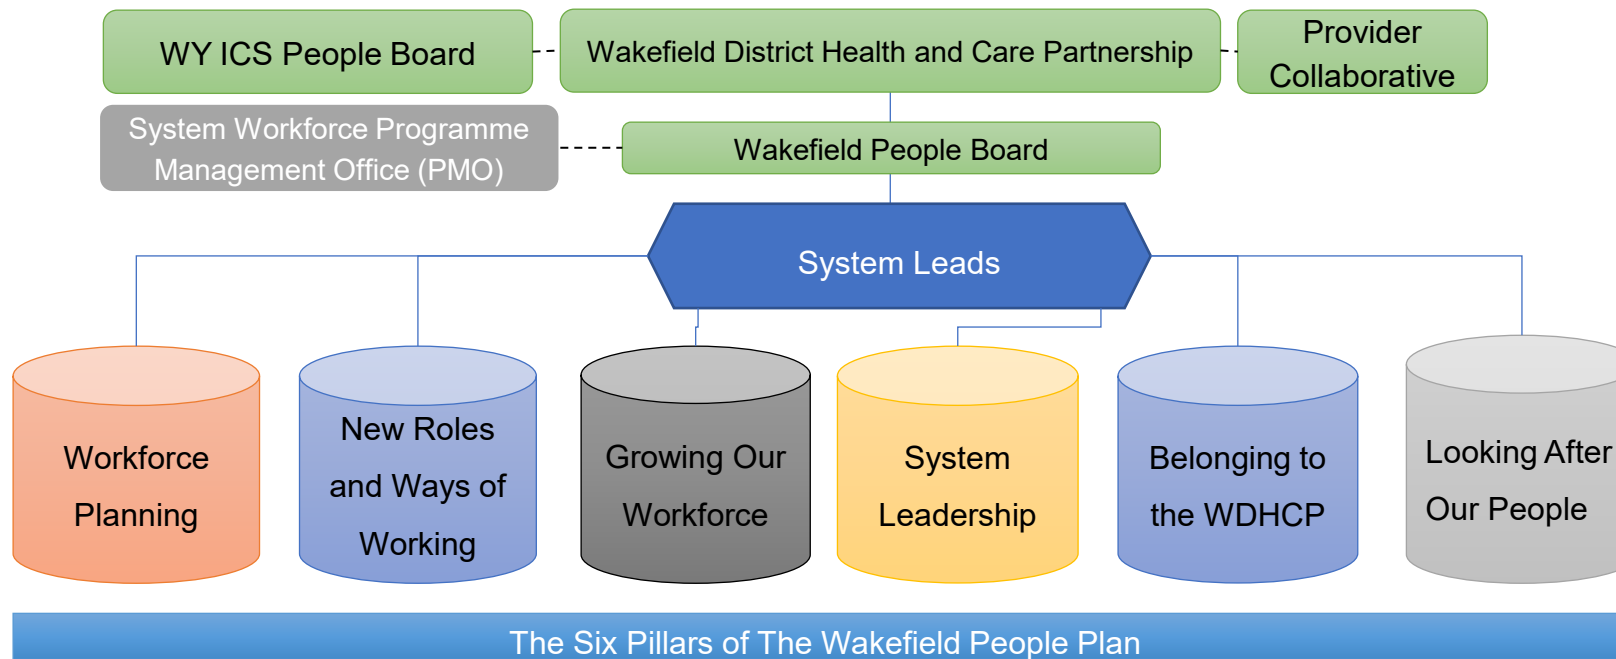 WY ICS People Board
Wakefield District Health and Care Partnership
Provider
Collaborative
System Workforce Programme
Management Office (PMO)
Wakefield People Board
System Leads
Workforce
Planning
New Roles
and Ways of
Working
Growing Our
Workforce
System
Leadership
Belonging to
the WDHCP
Looking After
Our People
The Six Pillars of The Wakefield People Plan